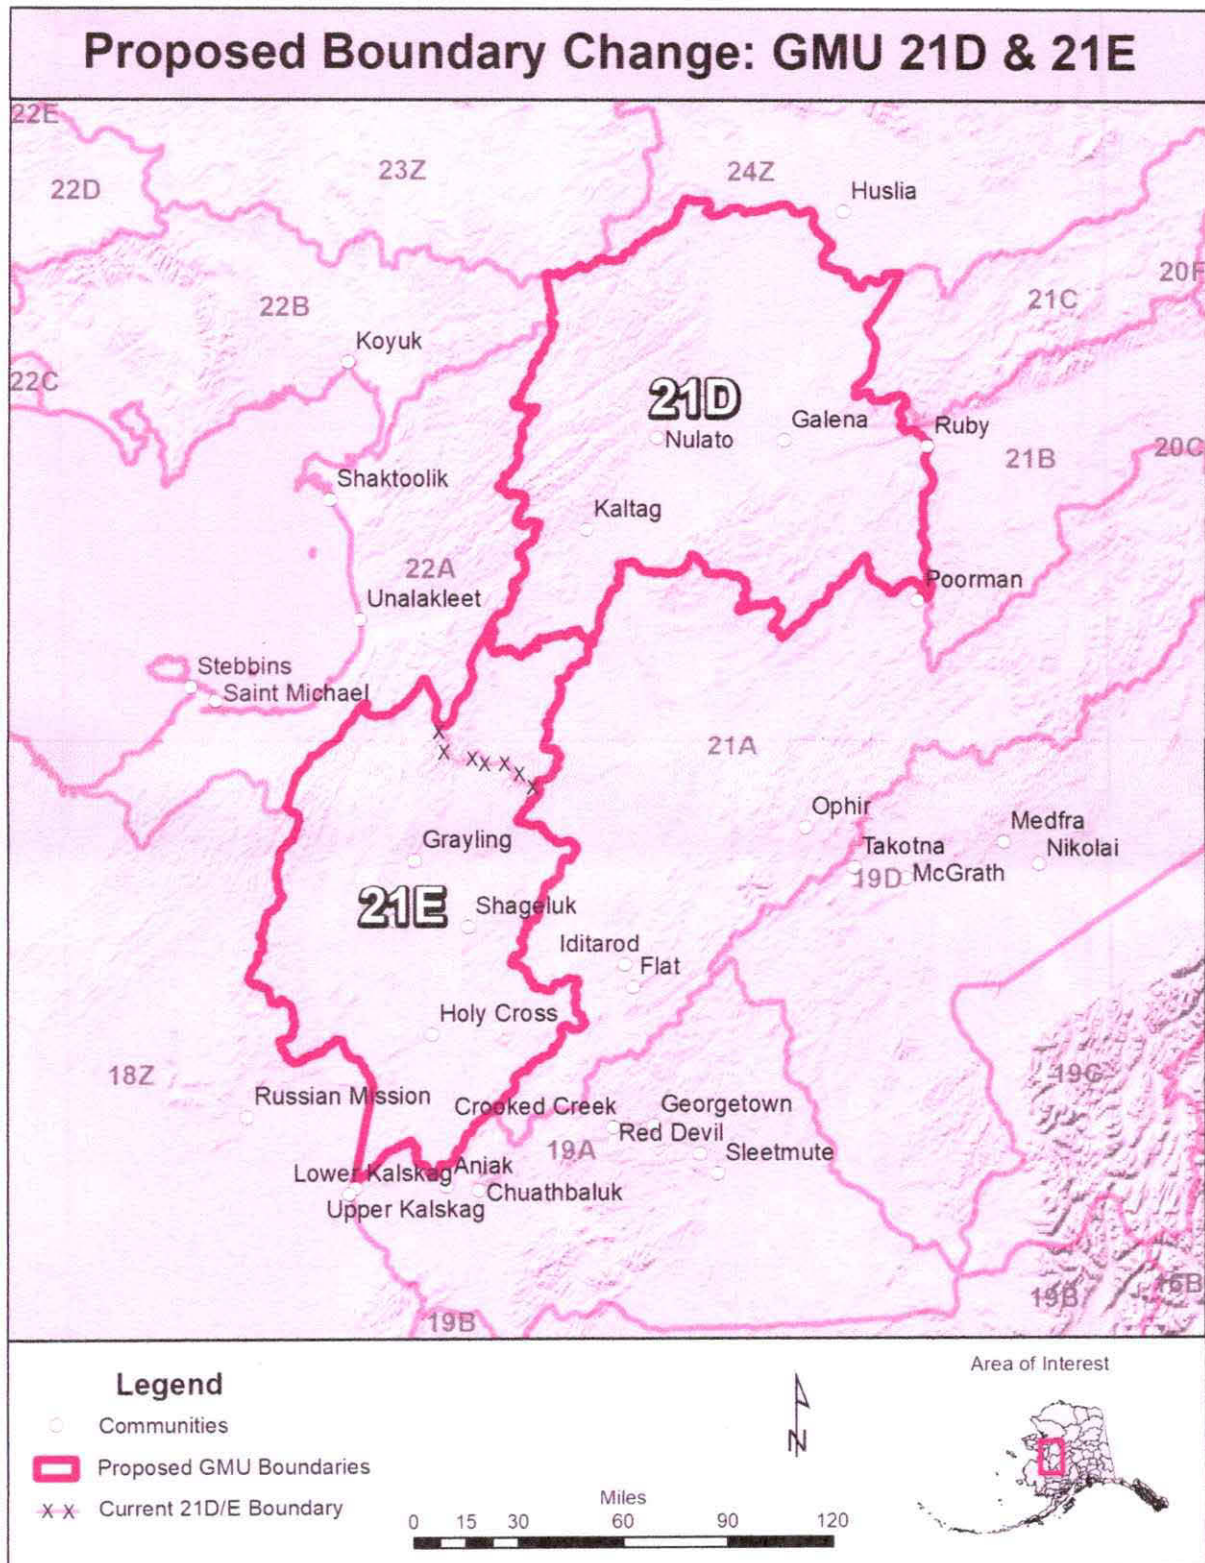 Proposed Boundary Change: GMU 21D & 21E
22E
23Z
24Z
22D
Huslia
20F
21C
22B
Koyuk
22C
21D
Galena
Ruby
Nulato
21B
20C
Shaktoolik
Kaltag
22A
Poorman
Unalakleet
Stebbins
Saint Michael
21A
Ophir
Medfra
Grayling
Takotna
Nikolai
19D
McGrath
21E
Shageluk
Iditarod
Flat
Holy Cross
18Z
19C
Russian Mission
Crooked Creek
Georgetown
Red Devil
19A
Sleetmute
Lower Kalskag
Aniak
Chuathbaluk
Upper Kalskag
19B
19B
16B
Legend
Communities
Proposed GMU Boundaries
X X Current 21D/E Boundary
N
Area of Interest
Miles
0 15 30 60 90 120